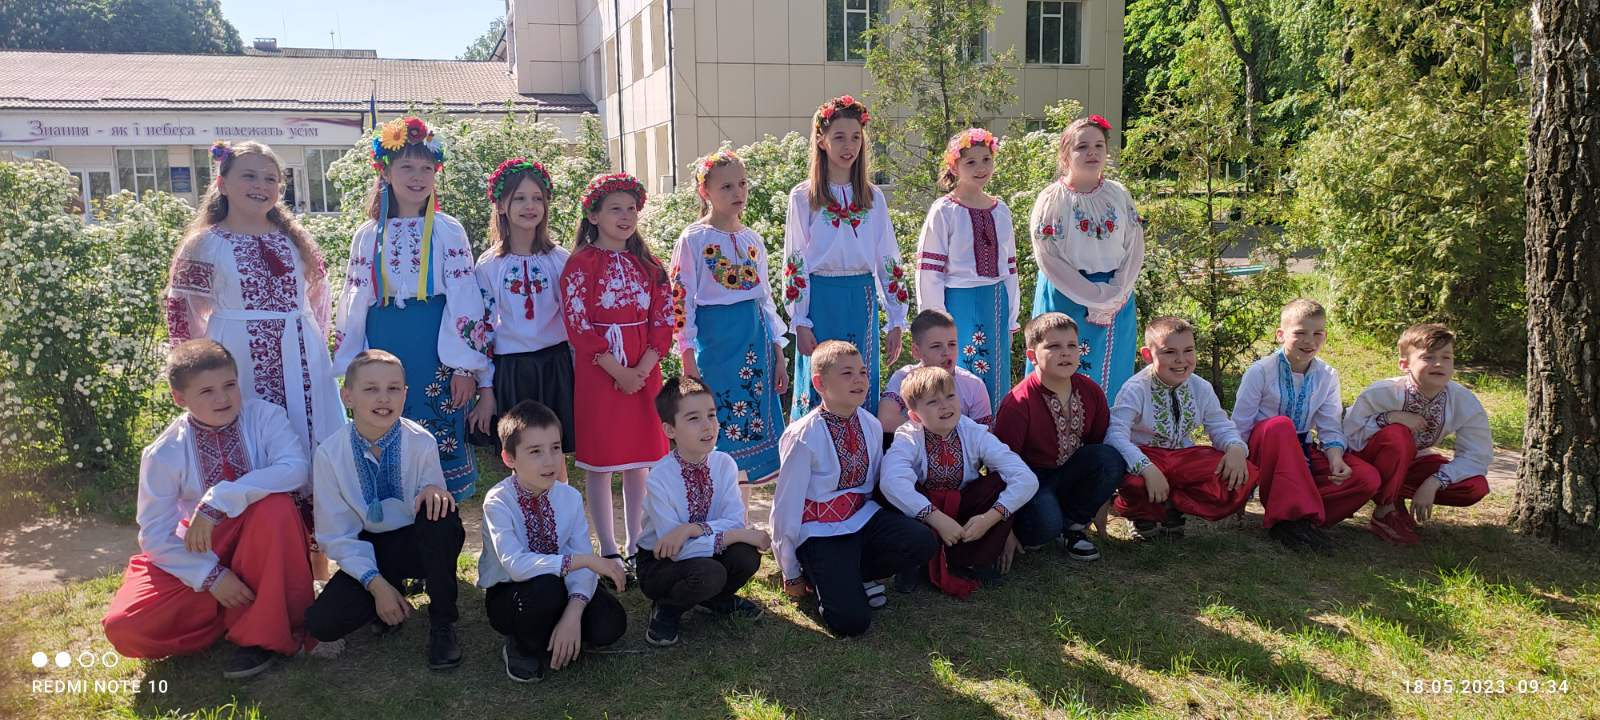 Знання - як і небеса - належать усім
REDMI NOTE 10
18.05.2023 09:34